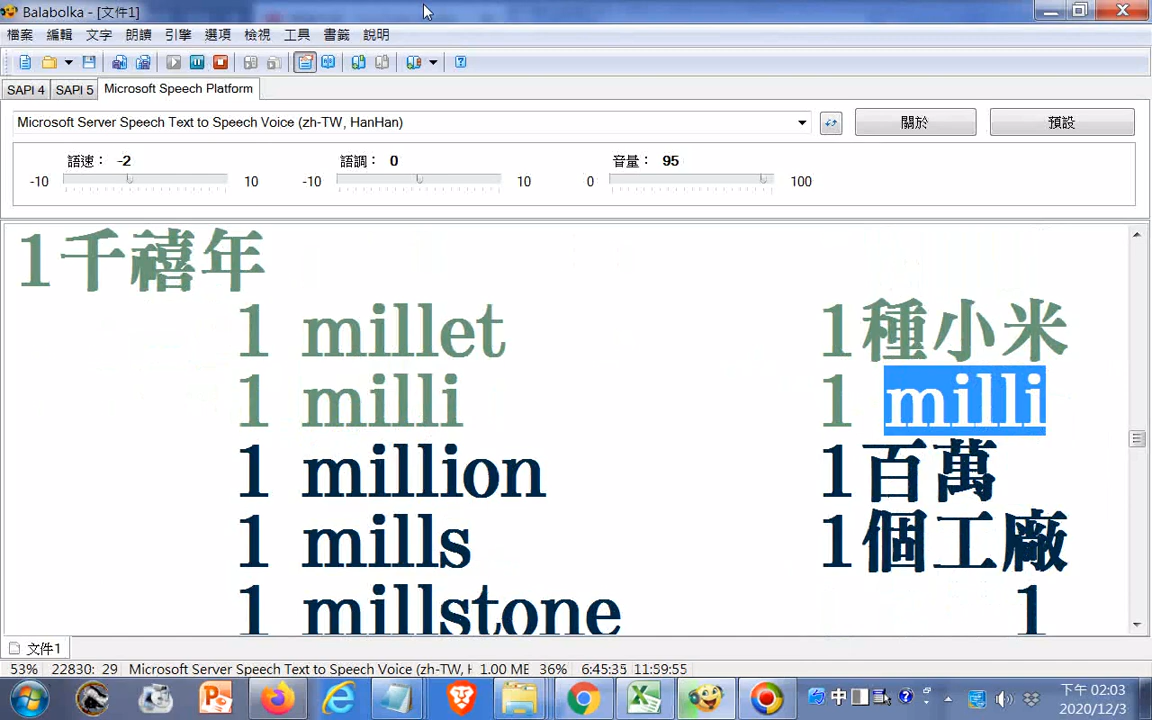 Balabolka - [文件1]
檔案 編輯 文字 朗讀 引擎 選項 檢視 工具 書籤 說明
SAPI 4 SAPI 5 Microsoft Speech Platform
Microsoft Server Speech Text to Speech Voice (zh-TW, HanHan) 關於 預設
語速： -2 語調： 0 音量： 95
-10 10 -10 10 0 100
1千禧年
1 millet 1種小米
1 milli 1 milli
1 million 1百萬
1 mills 1個工廠
1 millstone 1
文件1
53% 22830: 29 Microsoft Server Speech Text to Speech Voice (zh-TW, H 1.00 ME 36% 6:45:35 11:59:55
中 下午 02:03
2020/12/3